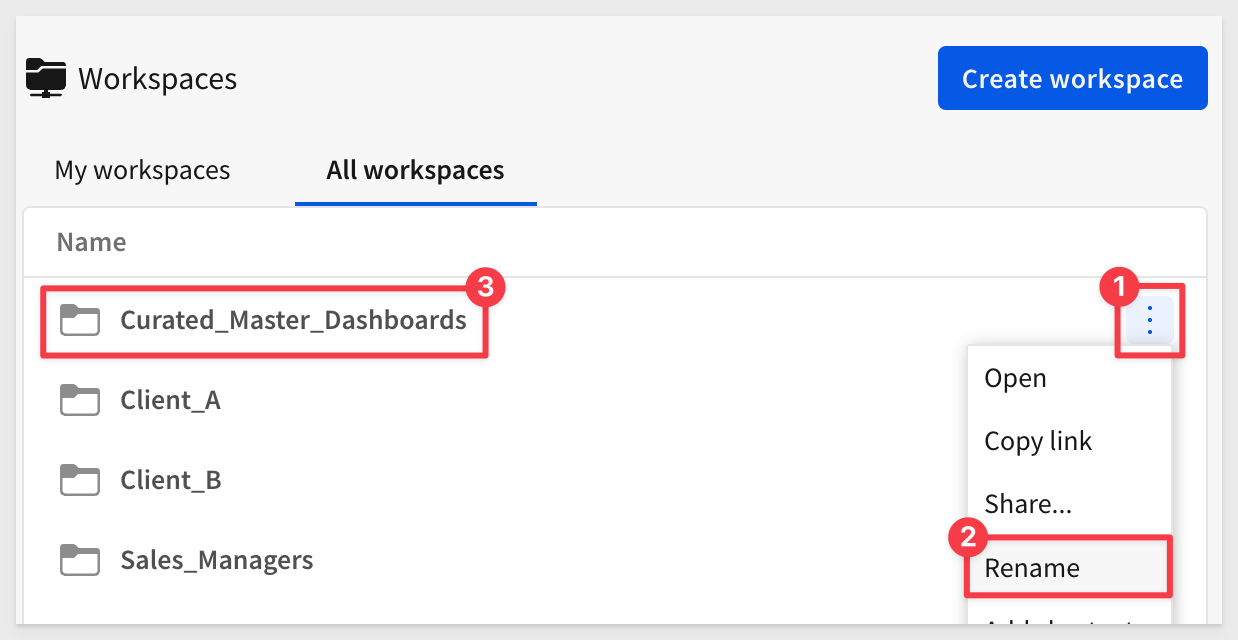 Workspaces
Create workspace
My workspaces
All workspaces
Name
3
1
Curated_Master_Dashboards
Open
Client_A
Copy link
Client_B
Share...
2
Sales_Managers
Rename